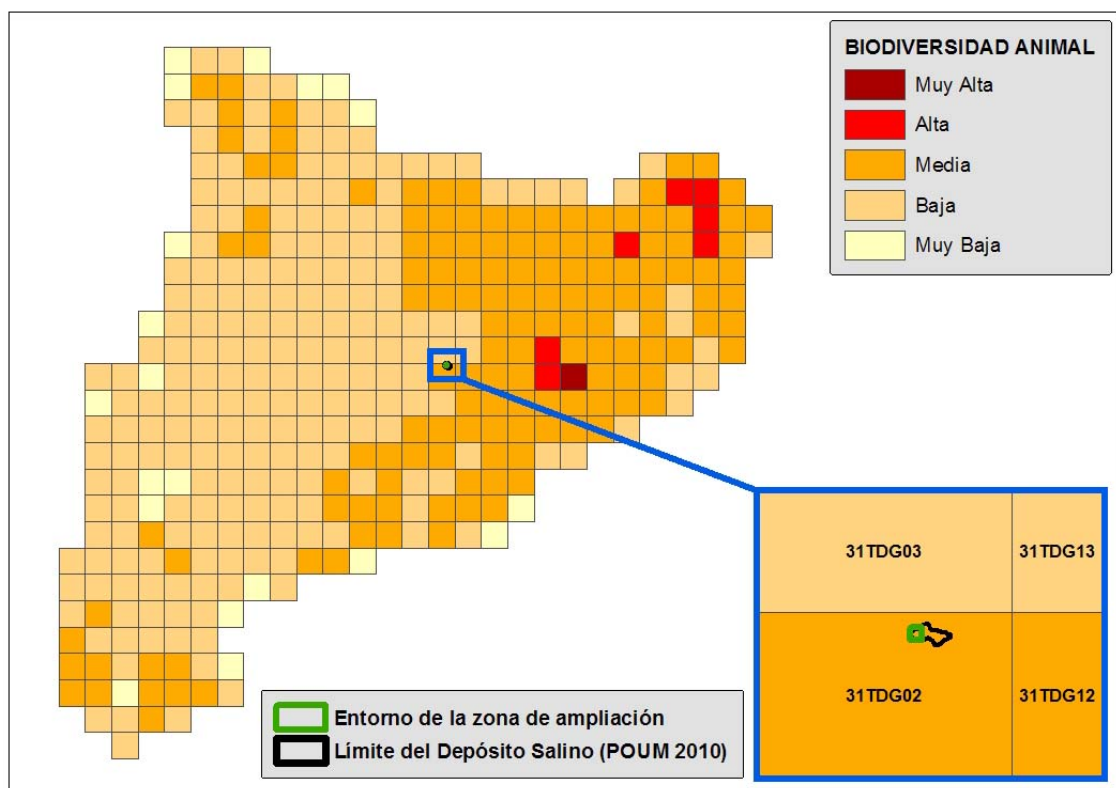 BIODIVERSIDAD ANIMAL
Muy Alta
Alta
Media
Baja
Muy Baja
31TDG03
31TDG13
31TDG02
31TDG12
Entorno de la zona de ampliación
Límite del Depósito Salino (POUM 2010)